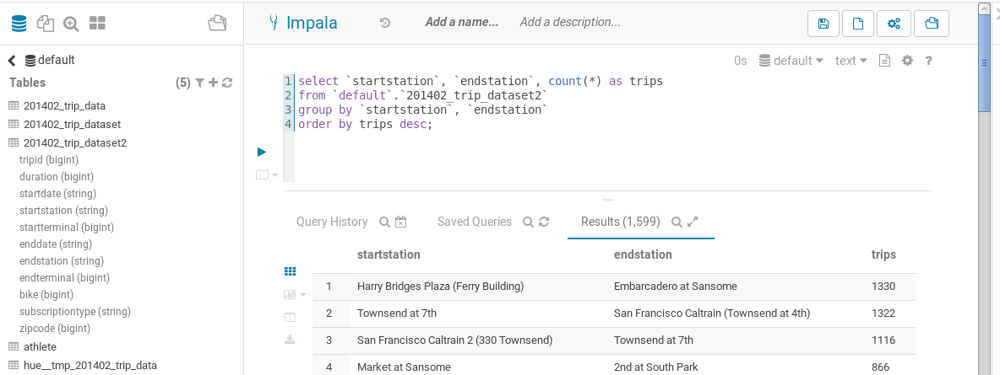 Impala
Add a name...
Add a description...
default
Tables
(5)
201402_trip_data
201402_trip_dataset
201402_trip_dataset2
tripid (bigint)
duration (bigint)
startdate (string)
startstation (string)
startterminal (bigint)
enddate (string)
endstation (string)
endterminal (bigint)
bike (bigint)
subscriptiontype (string)
zipcode (bigint)
athlete
hue__tmp_201402_trip_data
0s
default
text
?
1 select `startstation`, `endstation`, count(*) as trips
2 from `default`.`201402_trip_dataset2`
3 group by `startstation`, `endstation`
4 order by trips desc;
Query History
Saved Queries
Results (1,599)
startstation endstation trips
1 Harry Bridges Plaza (Ferry Building) Embarcadero at Sansome 1330
2 Townsend at 7th San Francisco Caltrain (Townsend at 4th) 1322
3 San Francisco Caltrain 2 (330 Townsend) Townsend at 7th 1116
4 Market at Sansome 2nd at South Park 866